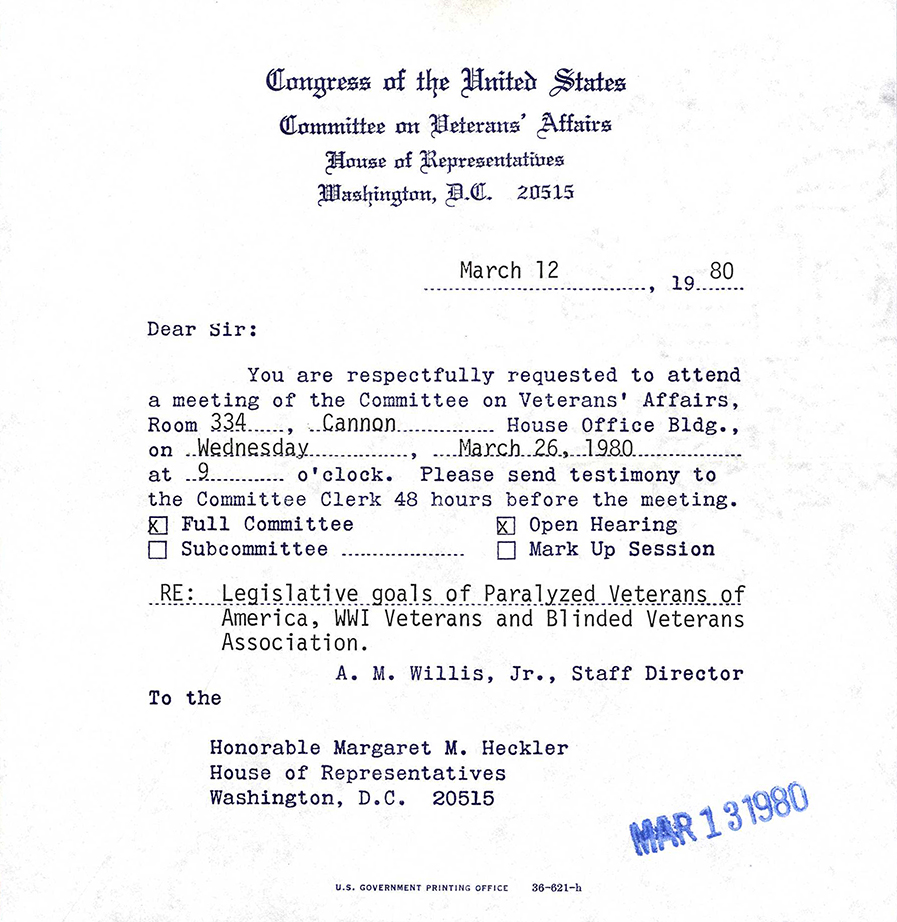 Congress of the United States
Committee on Veterans' Affairs
House of Representatives
Washington, D.C. 20515
March 12, 19 80
Dear Sir:
You are respectfully requested to attend
a meeting of the Committee on Veterans' Affairs,
Room 334, Cannon House Office Bldg.,
on Wednesday, March 26, 1980
at 9 o'clock. Please send testimony to
the Committee Clerk 48 hours before the meeting.
X Full Committee X Open Hearing
Subcommittee Mark Up Session
RE: Legislative goals of Paralyzed Veterans of
America, WWI Veterans and Blinded Veterans
Association.
A. M. Willis, Jr., Staff Director
To the
Honorable Margaret M. Heckler
House of Representatives
Washington, D.C. 20515
MAR 13 1980
U.S. GOVERNMENT PRINTING OFFICE 36-621-h